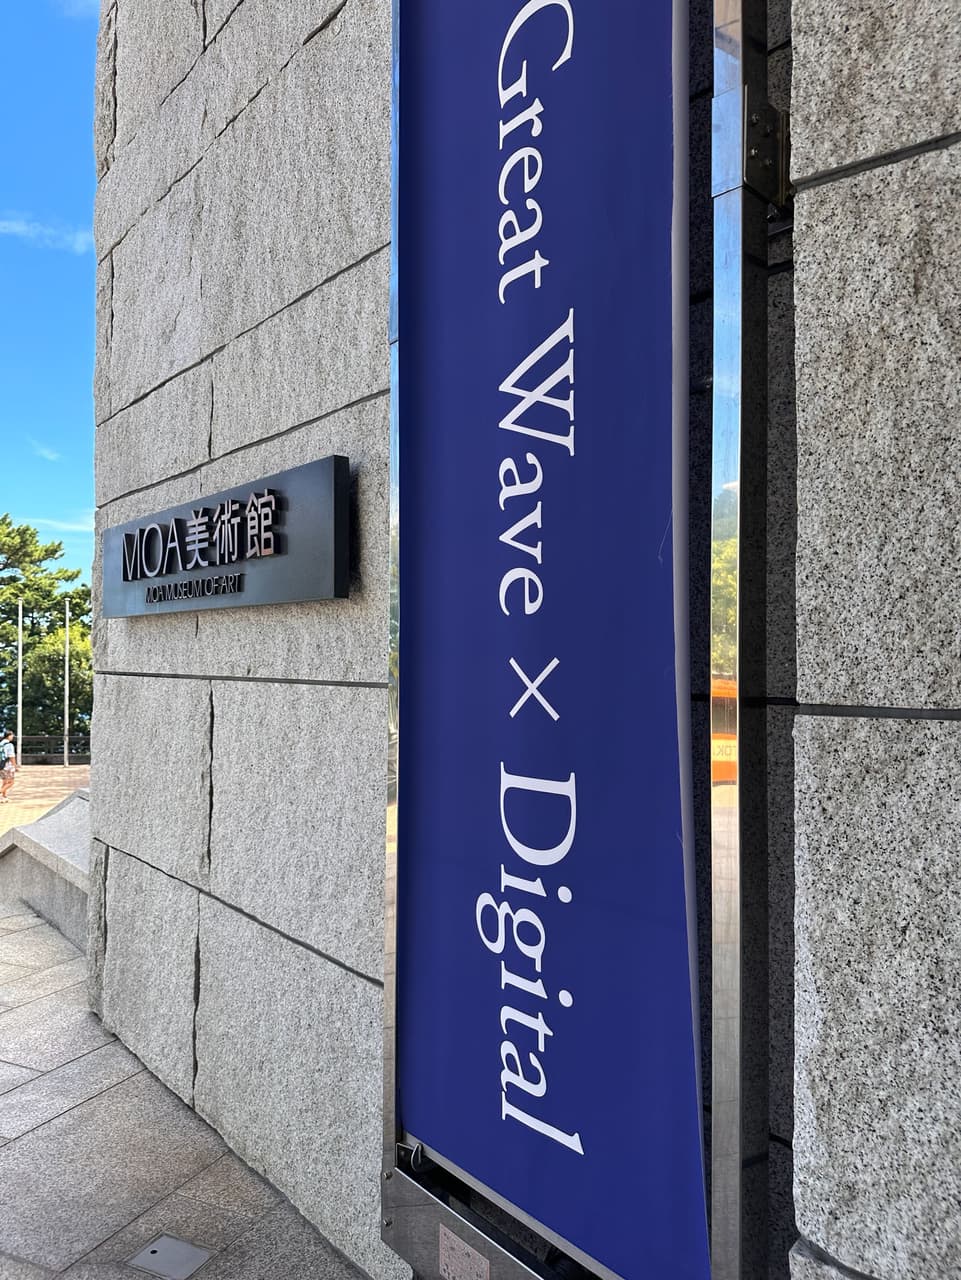 MOA美術館
MOA MUSEUM OF ART
Great Wave × Digital